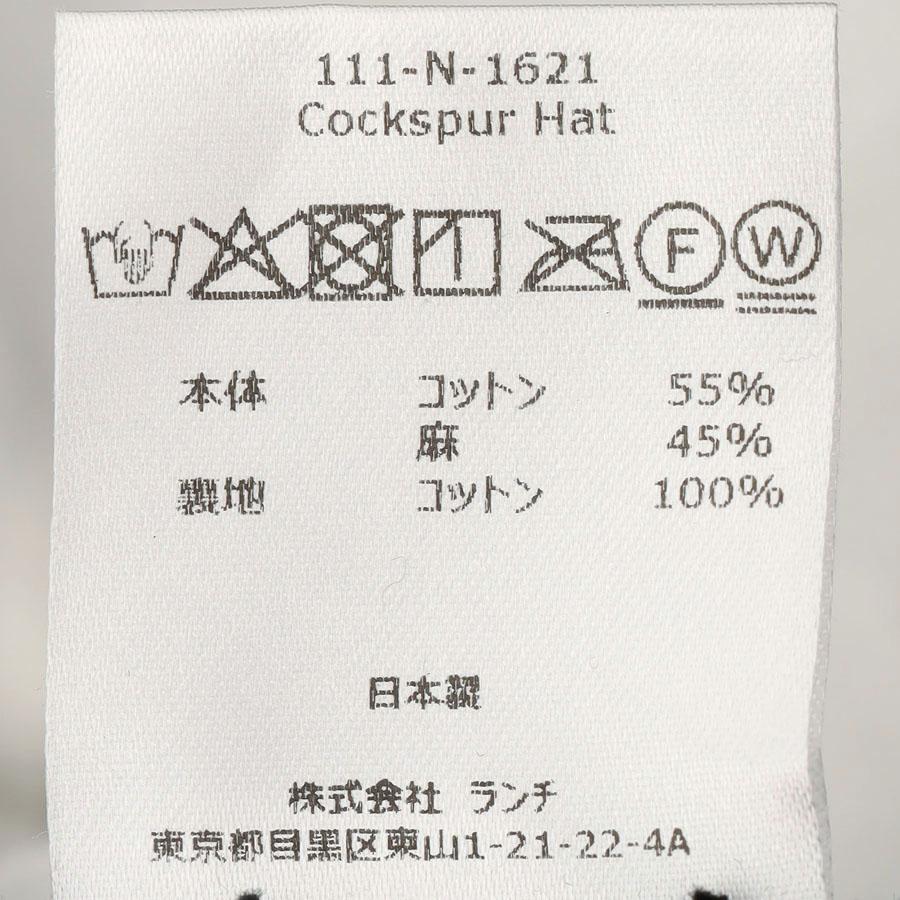 111-N-1621
Cockspur Hat
F W
本体 コットン 55%
麻 45%
裏地 コットン 100%
日本製
株式会社 ランチ
東京都目黒区東山1-21-22-4A